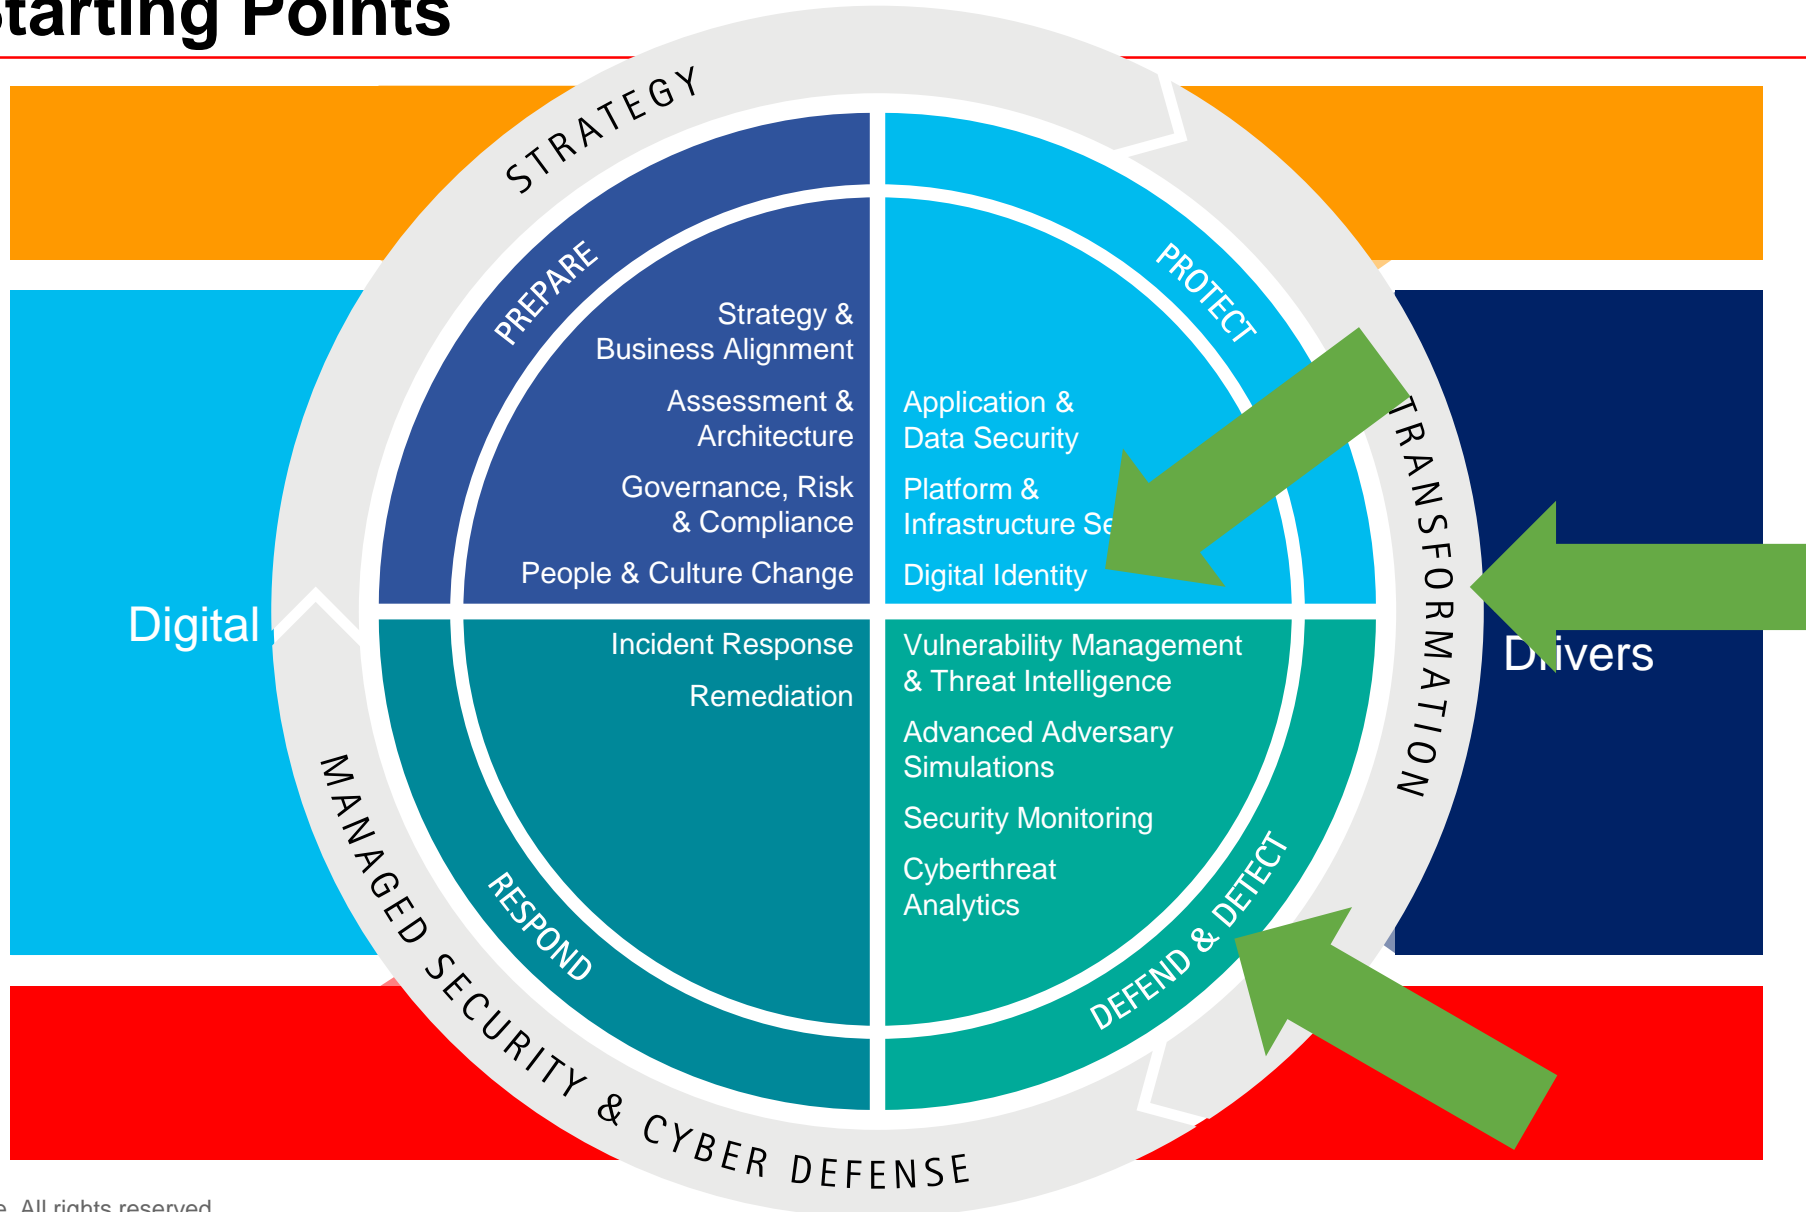 Starting Points
STRATEGY
PREPARE
PROTECT
Strategy &
Business Alignment
Assessment &
Architecture
Governance, Risk
& Compliance
People & Culture Change
Application &
Data Security
Platform &
Infrastructure Se
Digital Identity
TRANSFORMATION
Digital
Drivers
Incident Response
Remediation
Vulnerability Management
& Threat Intelligence
Advanced Adversary
Simulations
Security Monitoring
Cyberthreat
Analytics
RESPOND
DEFEND & DETECT
MANAGED SECURITY & CYBER DEFENSE
All rights reserved